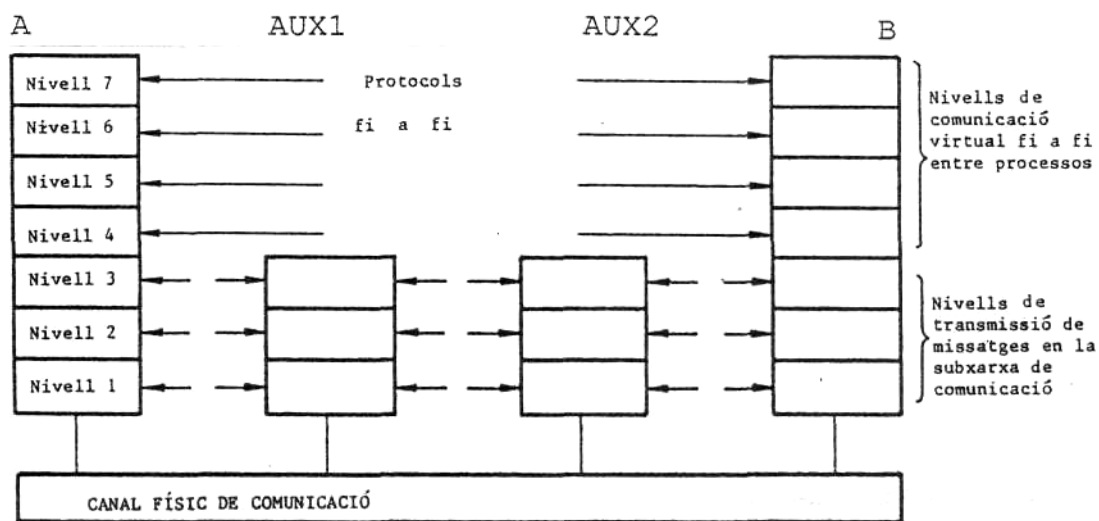 A AUX1 AUX2 B
Nivell 7
Protocols
Nivell 6
fi a fi
Nivell 5
Nivell 4
Nivells de
comunicació
virtual fi a fi
entre processos
Nivell 3
Nivell 2
Nivell 1
Nivells de
transmissió de
missatges en la
subxarxa de
comunicació
CANAL FÍSIC DE COMUNICACIÓ